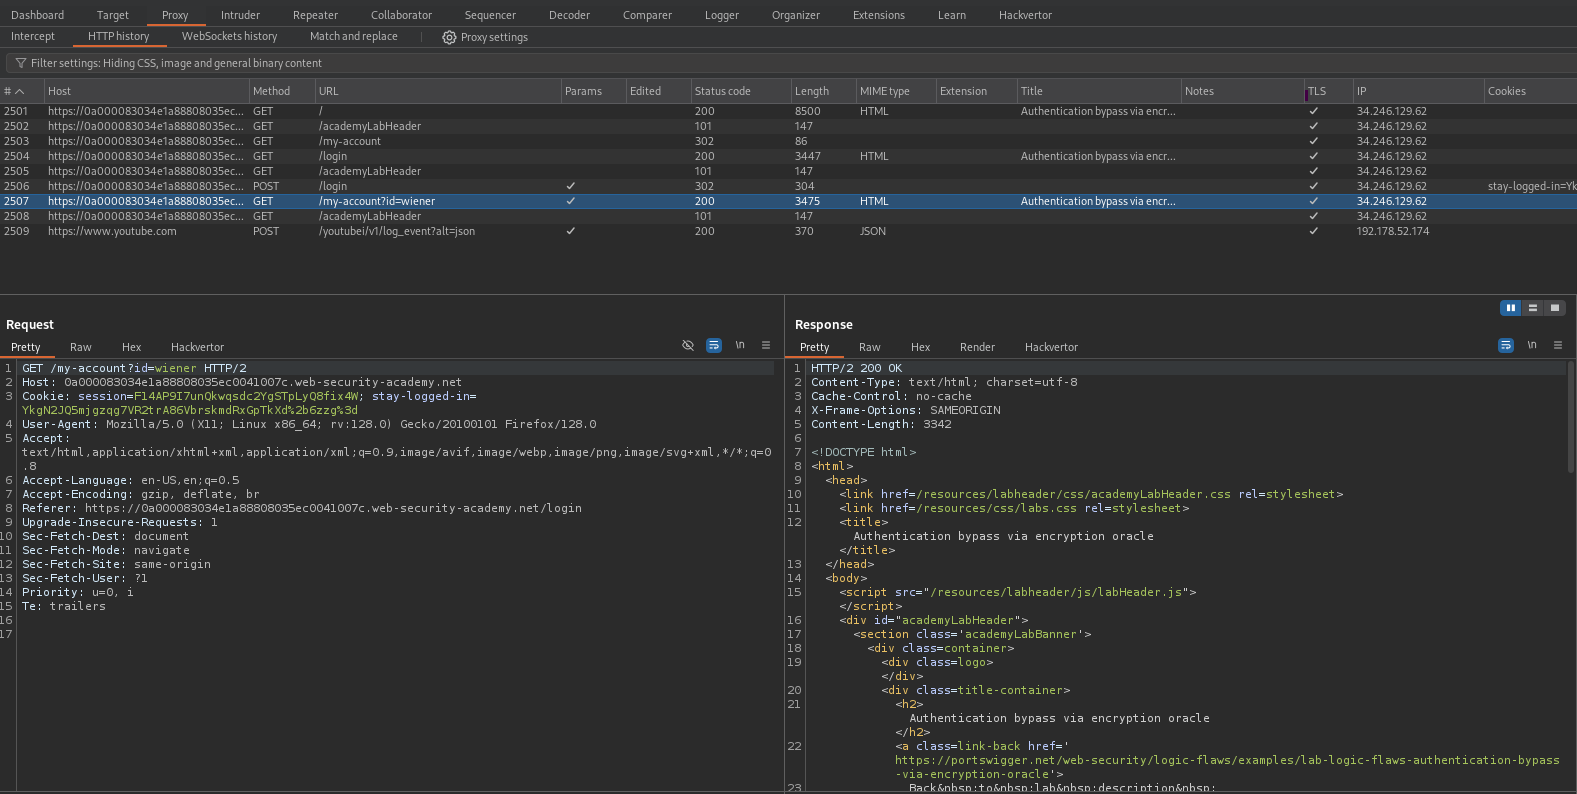 Dashboard Target Proxy Intruder Repeater Collaborator Sequencer Decoder Comparer Logger Organizer Extensions Learn Hackvertor
Intercept HTTP history WebSockets history Match and replace Proxy settings
Filter settings: Hiding CSS, image and general binary content
# Host Method URL Params Edited Status code Length MIME type Extension Title Notes TLS IP Cookies
2501 https://0a000083034e1a88808035ec... GET / 200 8500 HTML Authentication bypass via encr... ✓ 34.246.129.62
2502 https://0a000083034e1a88808035ec... GET /academyLabHeader 101 147 ✓ 34.246.129.62
2503 https://0a000083034e1a88808035ec... GET /my-account 302 86 ✓ 34.246.129.62
2504 https://0a000083034e1a88808035ec... GET /login 200 3447 HTML Authentication bypass via encr... ✓ 34.246.129.62
2505 https://0a000083034e1a88808035ec... GET /academyLabHeader 101 147 ✓ 34.246.129.62
2506 https://0a000083034e1a88808035ec... POST /login ✓ 302 304 ✓ 34.246.129.62 stay-logged-in=Yk
2507 https://0a000083034e1a88808035ec... GET /my-account?id=wiener ✓ 200 3475 HTML Authentication bypass via encr... ✓ 34.246.129.62
2508 https://0a000083034e1a88808035ec... GET /academyLabHeader 101 147 ✓ 34.246.129.62
2509 https://www.youtube.com POST /youtubei/v1/log_event?alt=json ✓ 200 370 JSON ✓ 192.178.52.174
Request
Pretty Raw Hex Hackvertor \n
1 GET /my-account?id=wiener HTTP/2
2 Host: 0a000083034e1a88808035ec0041007c.web-security-academy.net
3 Cookie: session=F14AP9I7unQkwqsdc2YgSTpLyQ8fix4W; stay-logged-in=
YkgN2JQ5mjgzqg7VR2trA86VbrskmdRxGpTkXd%2b6zzg%3d
4 User-Agent: Mozilla/5.0 (X11; Linux x86_64; rv:128.0) Gecko/20100101 Firefox/128.0
5 Accept:
text/html,application/xhtml+xml,application/xml;q=0.9,image/avif,image/webp,image/png,image/svg+xml,*/*;q=0
.8
6 Accept-Language: en-US,en;q=0.5
7 Accept-Encoding: gzip, deflate, br
8 Referer: https://0a000083034e1a88808035ec0041007c.web-security-academy.net/login
9 Upgrade-Insecure-Requests: 1
10 Sec-Fetch-Dest: document
11 Sec-Fetch-Mode: navigate
12 Sec-Fetch-Site: same-origin
13 Sec-Fetch-User: ?1
14 Priority: u=0, i
15 Te: trailers
16
17
Response
Pretty Raw Hex Render Hackvertor \n
1 HTTP/2 200 OK
2 Content-Type: text/html; charset=utf-8
3 Cache-Control: no-cache
4 X-Frame-Options: SAMEORIGIN
5 Content-Length: 3342
6
7 <!DOCTYPE html>
8 <html>
9 <head>
10 <link href=/resources/labheader/css/academyLabHeader.css rel=stylesheet>
11 <link href=/resources/css/labs.css rel=stylesheet>
12 <title>
Authentication bypass via encryption oracle
</title>
13 </head>
14 <body>
15 <script src="/resources/labheader/js/labHeader.js">
</script>
16 <div id="academyLabHeader">
17 <section class='academyLabBanner'>
18 <div class=container>
19 <div class=logo>
</div>
20 <div class=title-container>
21 <h2>
Authentication bypass via encryption oracle
</h2>
22 <a class=link-back href='
https://portswigger.net/web-security/logic-flaws/examples/lab-logic-flaws-authentication-bypass
-via-encryption-oracle'>
23 Back&nbsp;to&nbsp;lab&nbsp;description&nbsp;